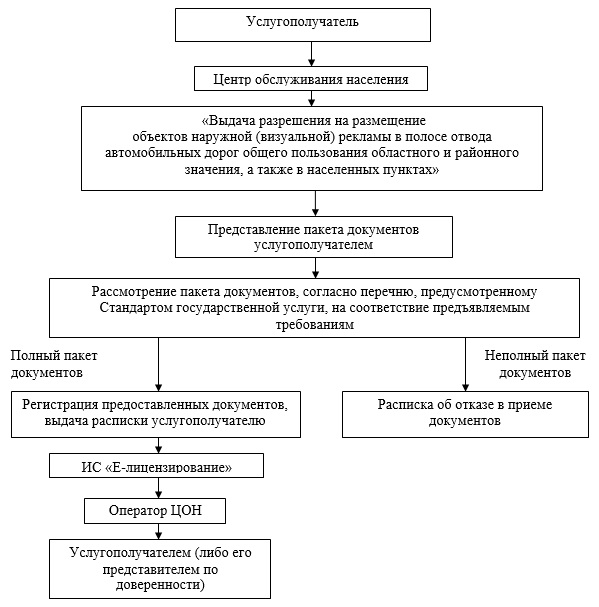 Услугополучатель
Центр обслуживания населения
«Выдача разрешения на размещение
объектов наружной (визуальной) рекламы в полосе отвода
автомобильных дорог общего пользования областного и районного
значения, а также в населенных пунктах»
Представление пакета документов
услугополучателем
Рассмотрение пакета документов, согласно перечню, предусмотренному
Стандартом государственной услуги, на соответствие предъявляемым
требованиям
Полный пакет
документов
Неполный пакет
документов
Регистрация предоставленных документов,
выдача расписки услугополучателю
Расписка об отказе в приеме
документов
ИС «Е-лицензирование»
Оператор ЦОН
Услугополучателем (либо его
представителем по
доверенности)